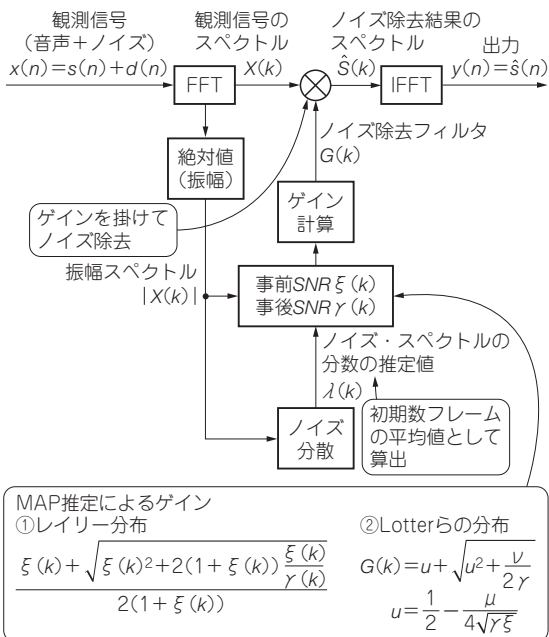 観測信号
(音声＋ノイズ)
x(n)=s(n)+d(n)
観測信号の
スペクトル
X(k)
ノイズ除去結果の
スペクトル
Ŝ(k)
出力
y(n)=ŝ(n)
FFT
IFFT
絶対値
(振幅)
ノイズ除去フィルタ
G(k)
ゲイン
計算
ゲインを掛けて
ノイズ除去
振幅スペクトル
|X(k)|
事前SNR ξ(k)
事後SNR γ(k)
ノイズ・スペクトルの
分数の推定値
λ(k)
ノイズ
分散
初期数フレーム
の平均値として
算出
MAP推定によるゲイン
①レイリー分布
ξ(k)+√ξ(k)²+2(1+ξ(k))ξ(k)/γ(k)
2(1+ξ(k))
②Lotterらの分布
G(k)=u+√u²+ν/2γ
u=1/2−μ/4√γξ